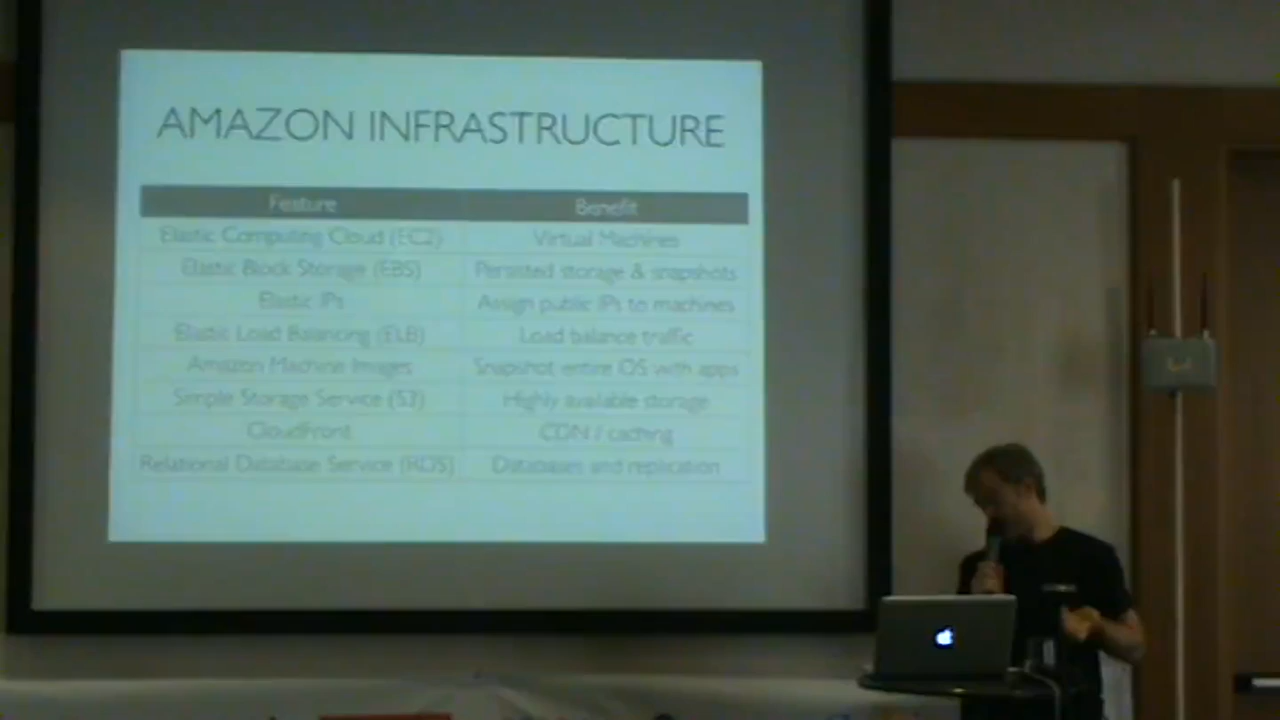 AMAZON INFRASTRUCTURE
Feature Benefit
Elastic Computing Cloud (EC2) Virtual Machines
Elastic Block Storage (EBS) Persisted storage & snapshots
Elastic IPs Assign public IPs to machines
Elastic Load Balancing (ELB) Load balance traffic
Amazon Machine Images Snapshot entire OS with apps
Simple Storage Service (S3) Highly available storage
CloudFront CDN / caching
Relational Database Service (RDS) Databases and replication